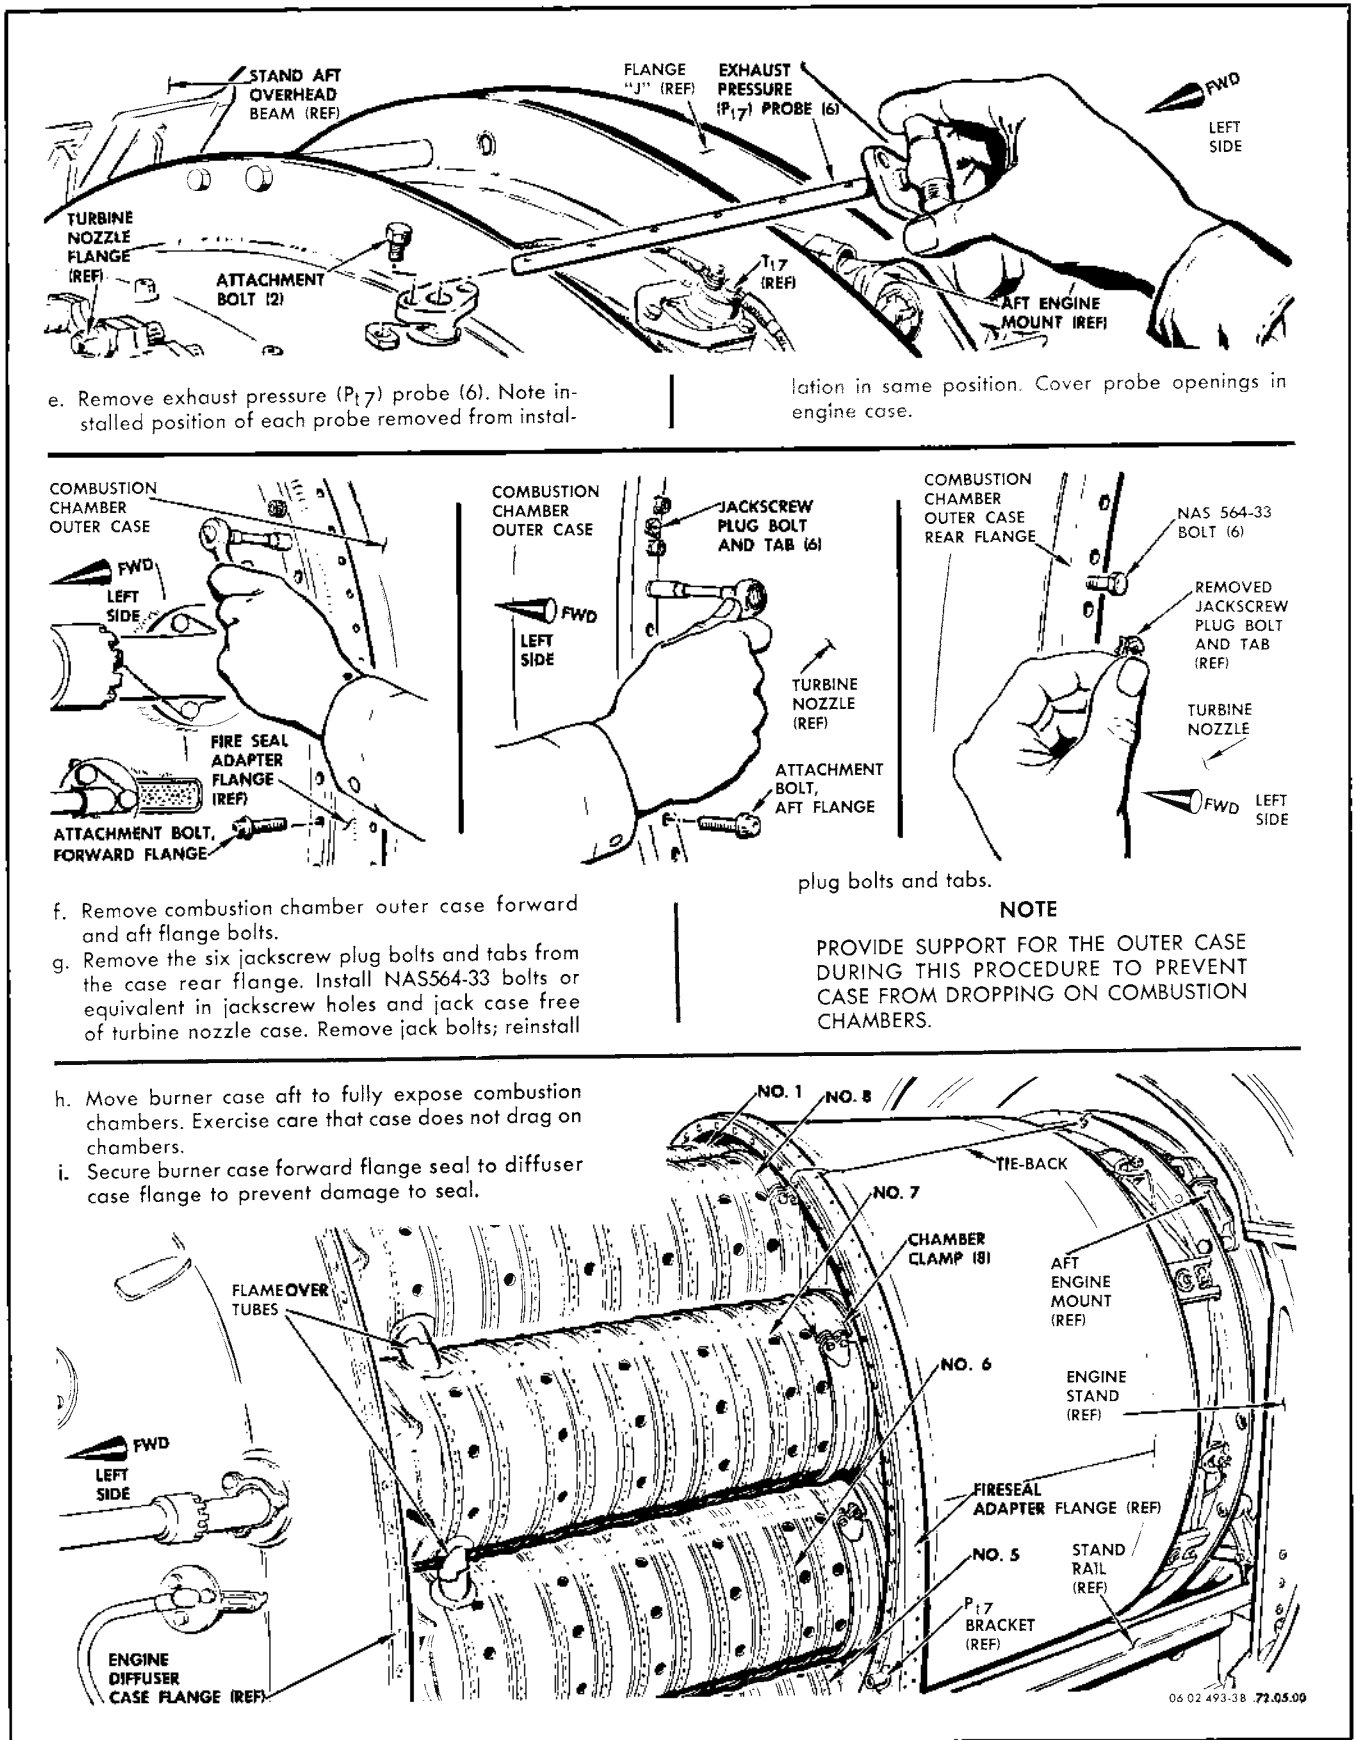 STAND AFT
OVERHEAD
BEAM (REF)
FLANGE
"J" (REF)
EXHAUST
PRESSURE
(Pt7) PROBE (6)
FWD
LEFT
SIDE
TURBINE
NOZZLE
FLANGE
(REF)
ATTACHMENT
BOLT (2)
Tt7
(REF)
AFT ENGINE
MOUNT (REF)
e. Remove exhaust pressure (Pt7) probe (6). Note in-
stalled position of each probe removed from instal-
lation in same position. Cover probe openings in
engine case.
COMBUSTION
CHAMBER
OUTER CASE
FWD
LEFT
SIDE
FIRE SEAL
ADAPTER
FLANGE
(REF)
ATTACHMENT BOLT,
FORWARD FLANGE
COMBUSTION
CHAMBER
OUTER CASE
JACKSCREW
PLUG BOLT
AND TAB (6)
FWD
LEFT
SIDE
TURBINE
NOZZLE
(REF)
ATTACHMENT
BOLT,
AFT FLANGE
COMBUSTION
CHAMBER
OUTER CASE
REAR FLANGE
NAS 564-33
BOLT (6)
REMOVED
JACKSCREW
PLUG BOLT
AND TAB
(REF)
TURBINE
NOZZLE
FWD
LEFT
SIDE
f. Remove combustion chamber outer case forward
and aft flange bolts.
g. Remove the six jackscrew plug bolts and tabs from
the case rear flange. Install NAS564-33 bolts or
equivalent in jackscrew holes and jack case free
of turbine nozzle case. Remove jack bolts; reinstall
plug bolts and tabs.
NOTE
PROVIDE SUPPORT FOR THE OUTER CASE
DURING THIS PROCEDURE TO PREVENT
CASE FROM DROPPING ON COMBUSTION
CHAMBERS.
h. Move burner case aft to fully expose combustion
chambers. Exercise care that case does not drag on
chambers.
i. Secure burner case forward flange seal to diffuser
case flange to prevent damage to seal.
NO. 1
NO. 8
TIE-BACK
NO. 7
CHAMBER
CLAMP (8)
AFT
ENGINE
MOUNT
(REF)
FLAMEOVER
TUBES
NO. 6
ENGINE
STAND
(REF)
FWD
LEFT
SIDE
FIRESEAL
ADAPTER FLANGE (REF)
NO. 5
STAND
RAIL
(REF)
Pt7
BRACKET
(REF)
ENGINE
DIFFUSER
CASE FLANGE (REF)
06 02 493-3B .72.05.00